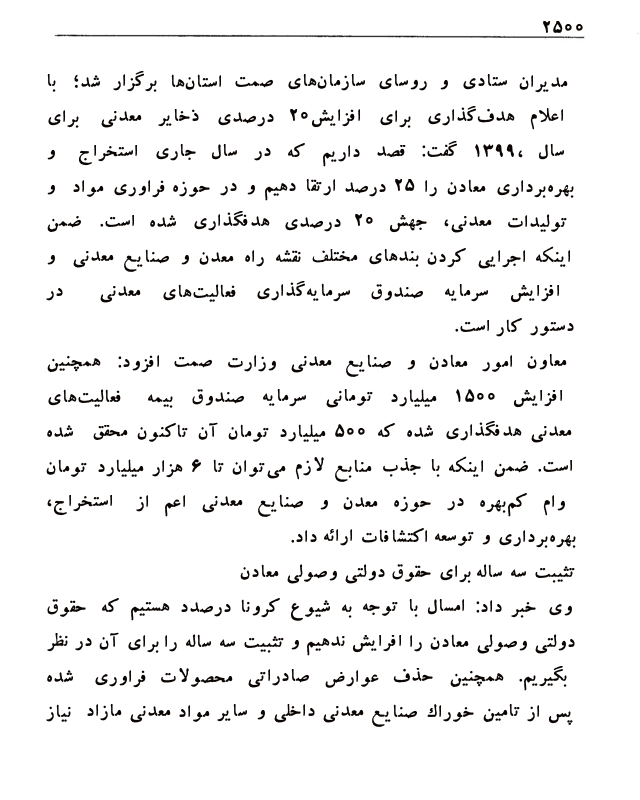 ۲۵۰۰
مدیران ستادی و روسای سازمان‌های صمت استان‌ها برگزار شد؛ با
اعلام هدف‌گذاری برای افزایش۲۰ درصدی ذخایر معدنی برای
سال ۱۳۹۹، گفت: قصد داریم که در سال جاری استخراج و
بهره‌برداری معادن را ۲۵ درصد ارتقا دهیم و در حوزه فراوری مواد و
تولیدات معدنی، جهش ۲۰ درصدی هدفگذاری شده است. ضمن
اینکه اجرایی کردن بندهای مختلف نقشه راه معدن و صنایع معدنی و
افزایش سرمایه صندوق سرمایه‌گذاری فعالیت‌های معدنی در
دستور کار است.
معاون امور معادن و صنایع معدنی وزارت صمت افزود: همچنین
افزایش ۱۵۰۰ میلیارد تومانی سرمایه صندوق بیمه فعالیت‌های
معدنی هدفگذاری شده که ۵۰۰ میلیارد تومان آن تاکنون محقق شده
است. ضمن اینکه با جذب منابع لازم می‌توان تا ۶ هزار میلیارد تومان
وام کم‌بهره در حوزه معدن و صنایع معدنی اعم از استخراج،
بهره‌برداری و توسعه اکتشافات ارائه داد.
تثیبت سه ساله برای حقوق دولتی وصولی معادن
وی خبر داد: امسال با توجه به شیوع کرونا درصدد هستیم که حقوق
دولتی وصولی معادن را افرایش ندهیم و تثبیت سه ساله را برای آن در نظر
بگیریم. همچنین حذف عوارض صادراتی محصولات فراوری شده
پس از تامین خوراك صنایع معدنی داخلی و سایر مواد معدنی مازاد نیاز